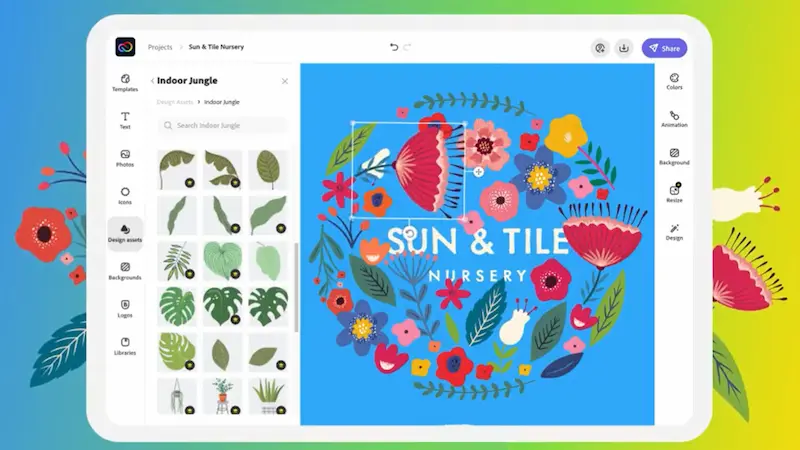 Projects > Sun & Tile Nursery
Share
Templates
Text
Photos
Icons
Design assets
Backgrounds
Logos
Libraries
Indoor Jungle
Design Assets > Indoor Jungle
Search Indoor Jungle
SUN & TILE
NURSERY
Colors
Animation
Background
Resize
Design